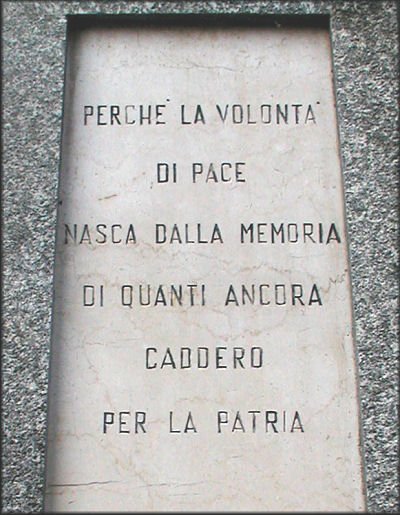 PERCHE' LA VOLONTA'
DI PACE
NASCA DALLA MEMORIA
DI QUANTI ANCORA
CADDERO
PER LA PATRIA